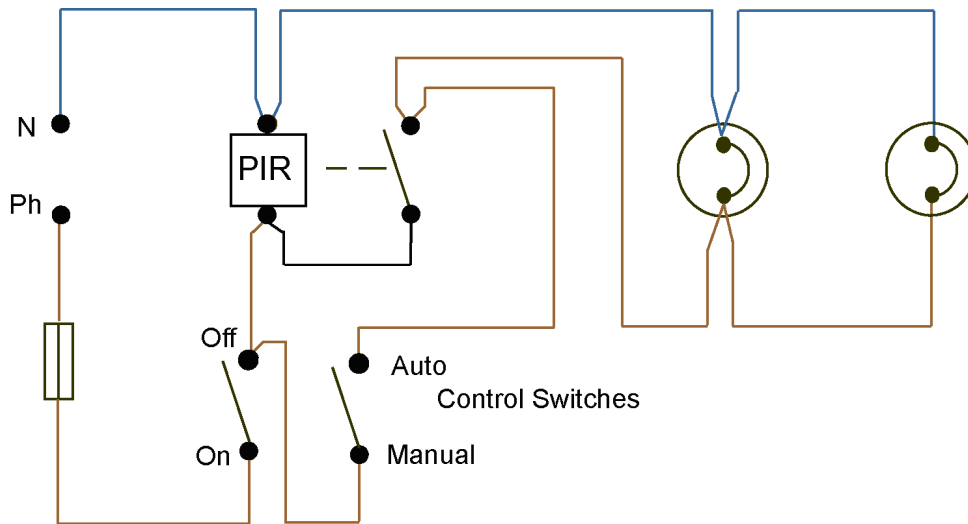 N
PIR
Ph
Off
Auto
Control Switches
On
Manual